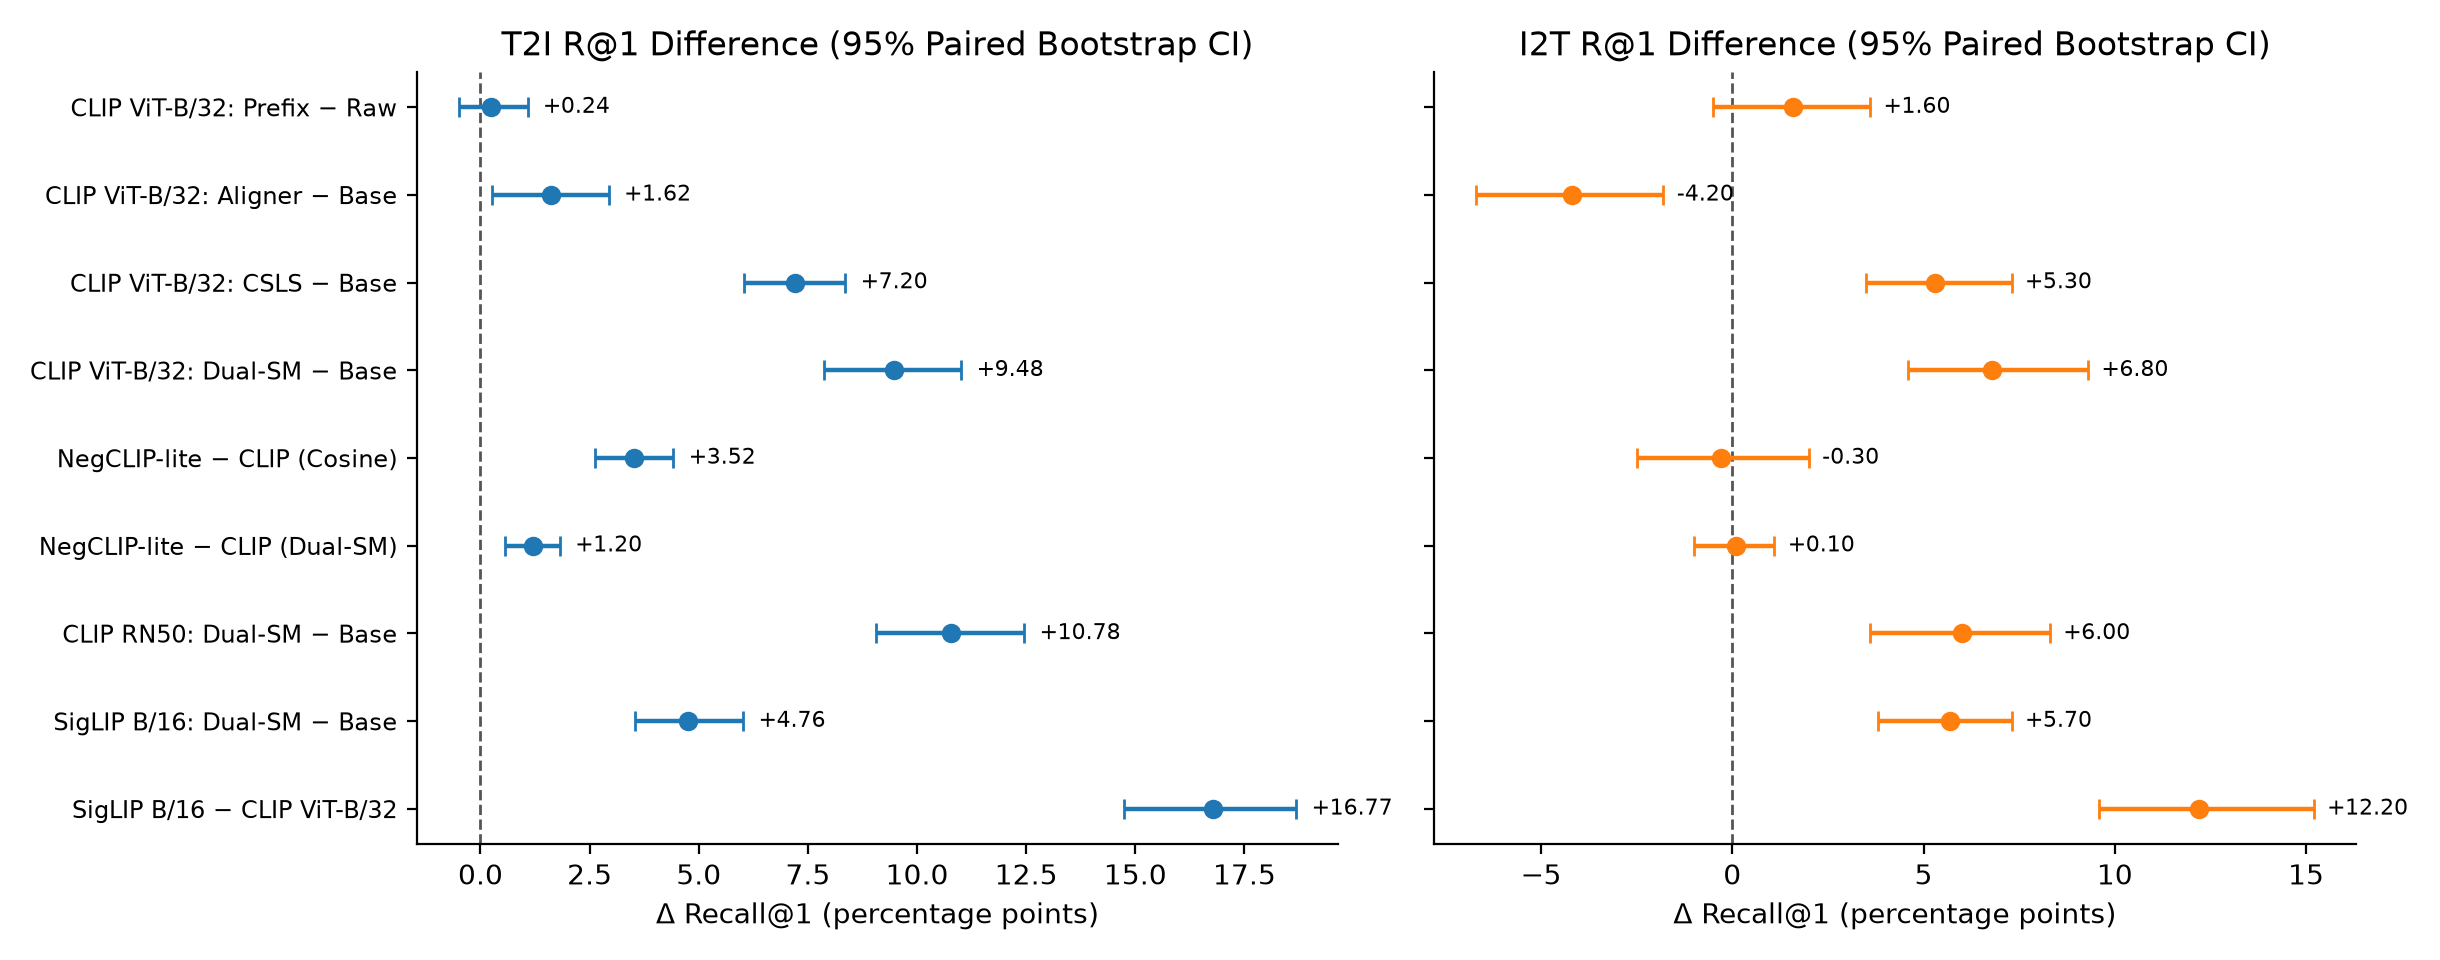 T2I R@1 Difference (95% Paired Bootstrap CI)
CLIP ViT-B/32: Prefix − Raw
+0.24
CLIP ViT-B/32: Aligner − Base
+1.62
CLIP ViT-B/32: CSLS − Base
+7.20
CLIP ViT-B/32: Dual-SM − Base
+9.48
NegCLIP-lite − CLIP (Cosine)
+3.52
NegCLIP-lite − CLIP (Dual-SM)
+1.20
CLIP RN50: Dual-SM − Base
+10.78
SigLIP B/16: Dual-SM − Base
+4.76
SigLIP B/16 − CLIP ViT-B/32
+16.77
0.0 2.5 5.0 7.5 10.0 12.5 15.0 17.5
Δ Recall@1 (percentage points)
I2T R@1 Difference (95% Paired Bootstrap CI)
+1.60
-4.20
+5.30
+6.80
-0.30
+0.10
+6.00
+5.70
+12.20
−5 0 5 10 15
Δ Recall@1 (percentage points)